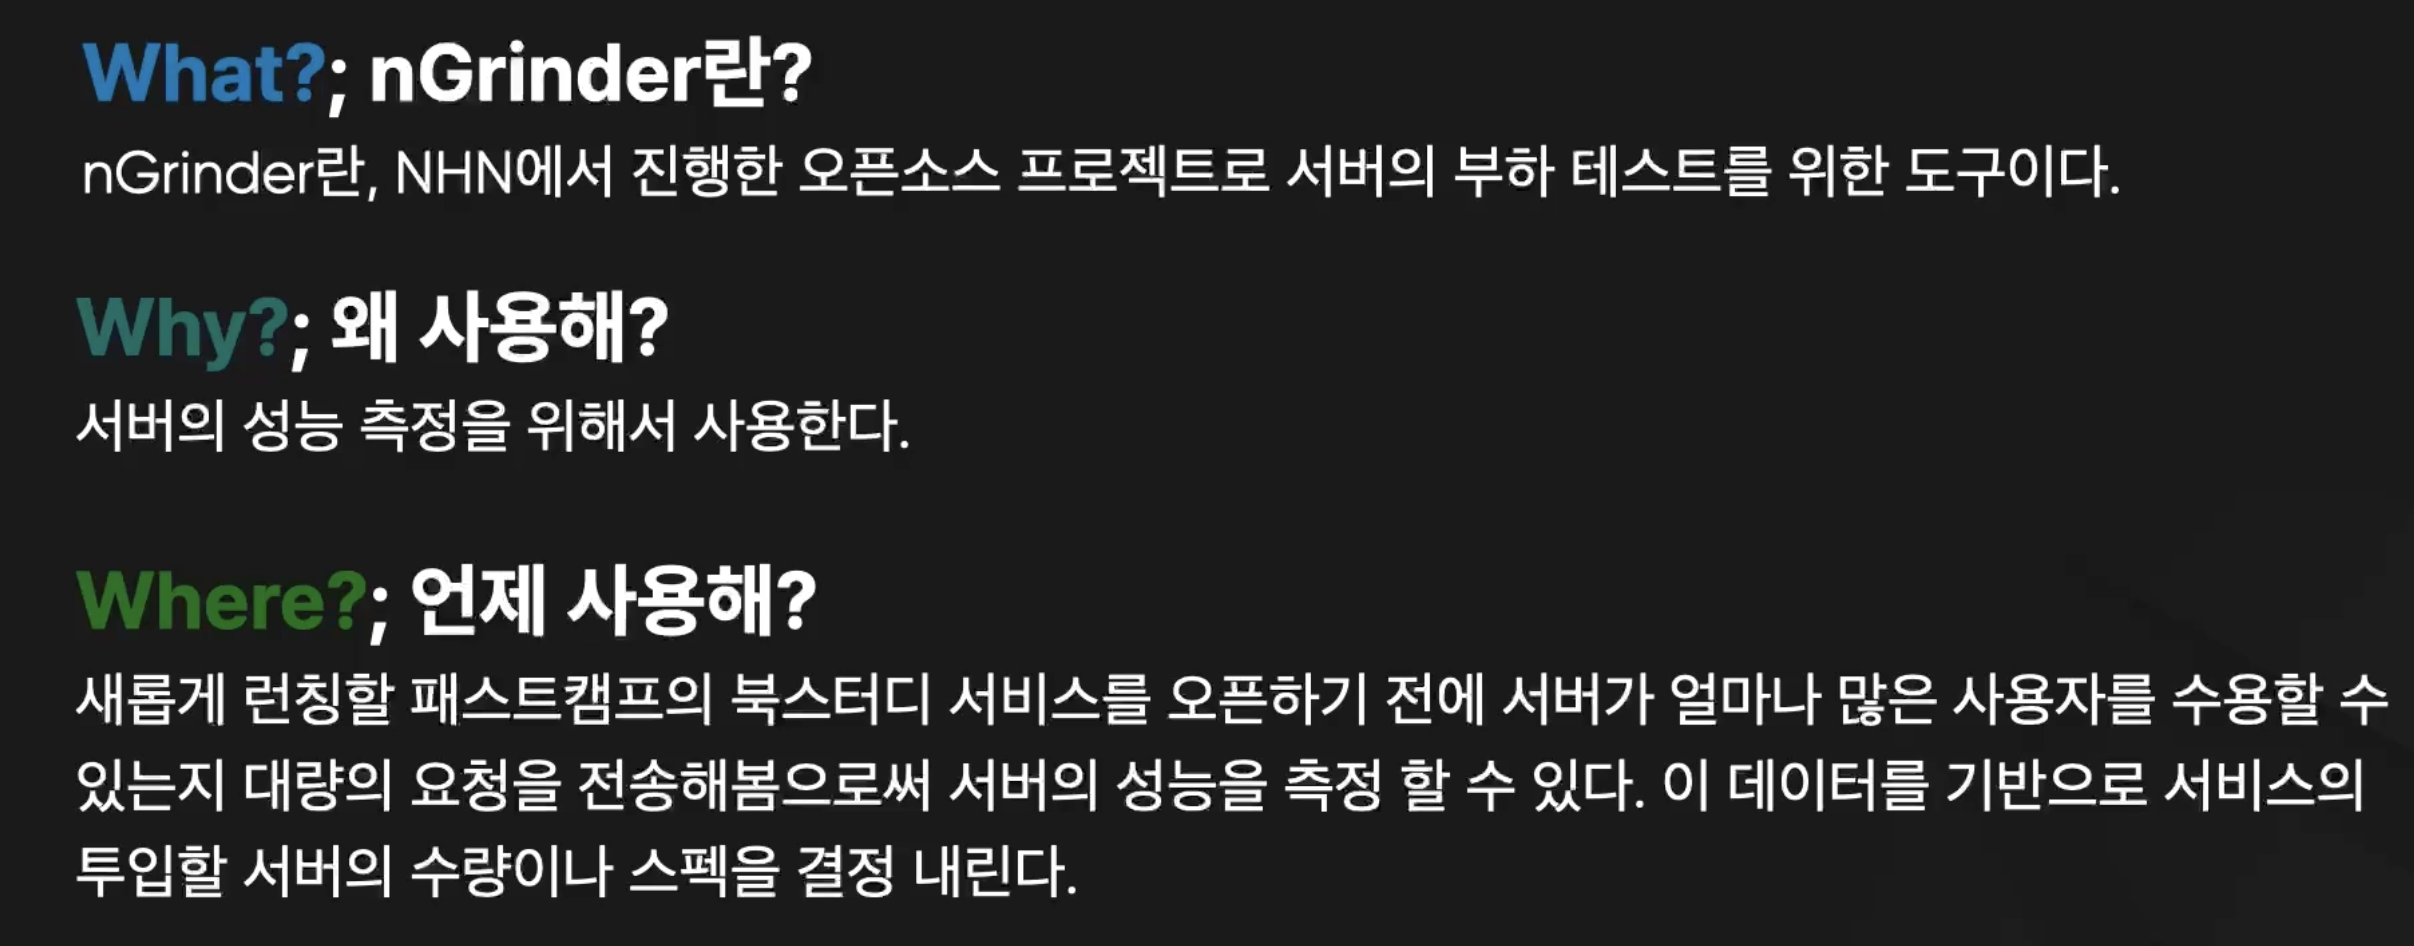 What?; nGrinder란?
nGrinder란, NHN에서 진행한 오픈소스 프로젝트로 서버의 부하 테스트를 위한 도구이다.
Why?; 왜 사용해?
서버의 성능 측정을 위해서 사용한다.
Where?; 언제 사용해?
새롭게 런칭할 패스트캠프의 북스터디 서비스를 오픈하기 전에 서버가 얼마나 많은 사용자를 수용할 수
있는지 대량의 요청을 전송해봄으로써 서버의 성능을 측정 할 수 있다. 이 데이터를 기반으로 서비스의
투입할 서버의 수량이나 스펙을 결정 내린다.